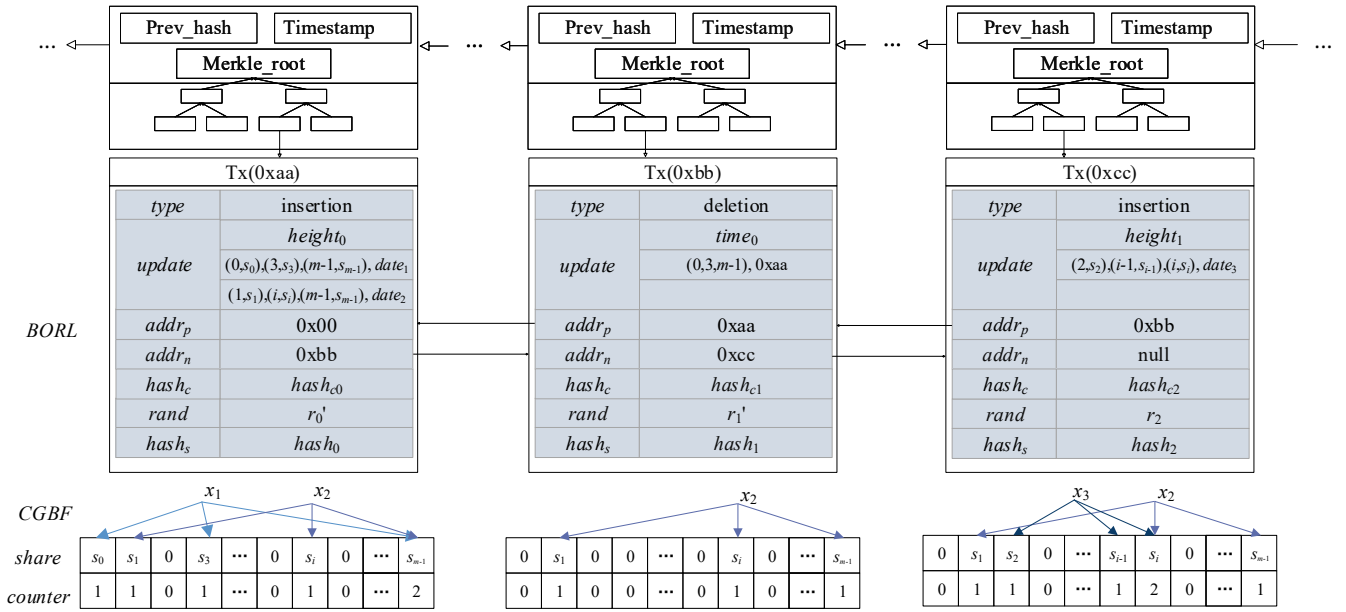 Prev_hash Timestamp Prev_hash Timestamp Prev_hash Timestamp
... ... ... ...
Merkle_root Merkle_root Merkle_root
Tx(0xaa) Tx(0xbb) Tx(0xcc)
type insertion type deletion type insertion
height0 time0 height1
update (0,s0),(3,s3),(m-1,sm-1), date1 update (0,3,m-1), 0xaa update (2,s2),(i-1,si-1),(i,si), date3
(1,s1),(i,si),(m-1,sm-1), date2
BORL addrp 0x00 addrp 0xaa addrp 0xbb
addrn 0xbb addrn 0xcc addrn null
hashc hashc0 hashc hashc1 hashc hashc2
rand r0' rand r1' rand r2
hashs hash0 hashs hash1 hashs hash2
x1 x2 x2 x3 x2
CGBF
share s0 s1 0 s3 ... 0 si 0 ... sm-1 0 s1 0 0 ... 0 si 0 ... sm-1 0 s1 s2 0 ... si-1 si 0 ... sm-1
counter 1 1 0 1 ... 0 1 0 ... 2 0 1 0 0 ... 0 1 0 ... 1 0 1 1 0 ... 1 2 0 ... 1